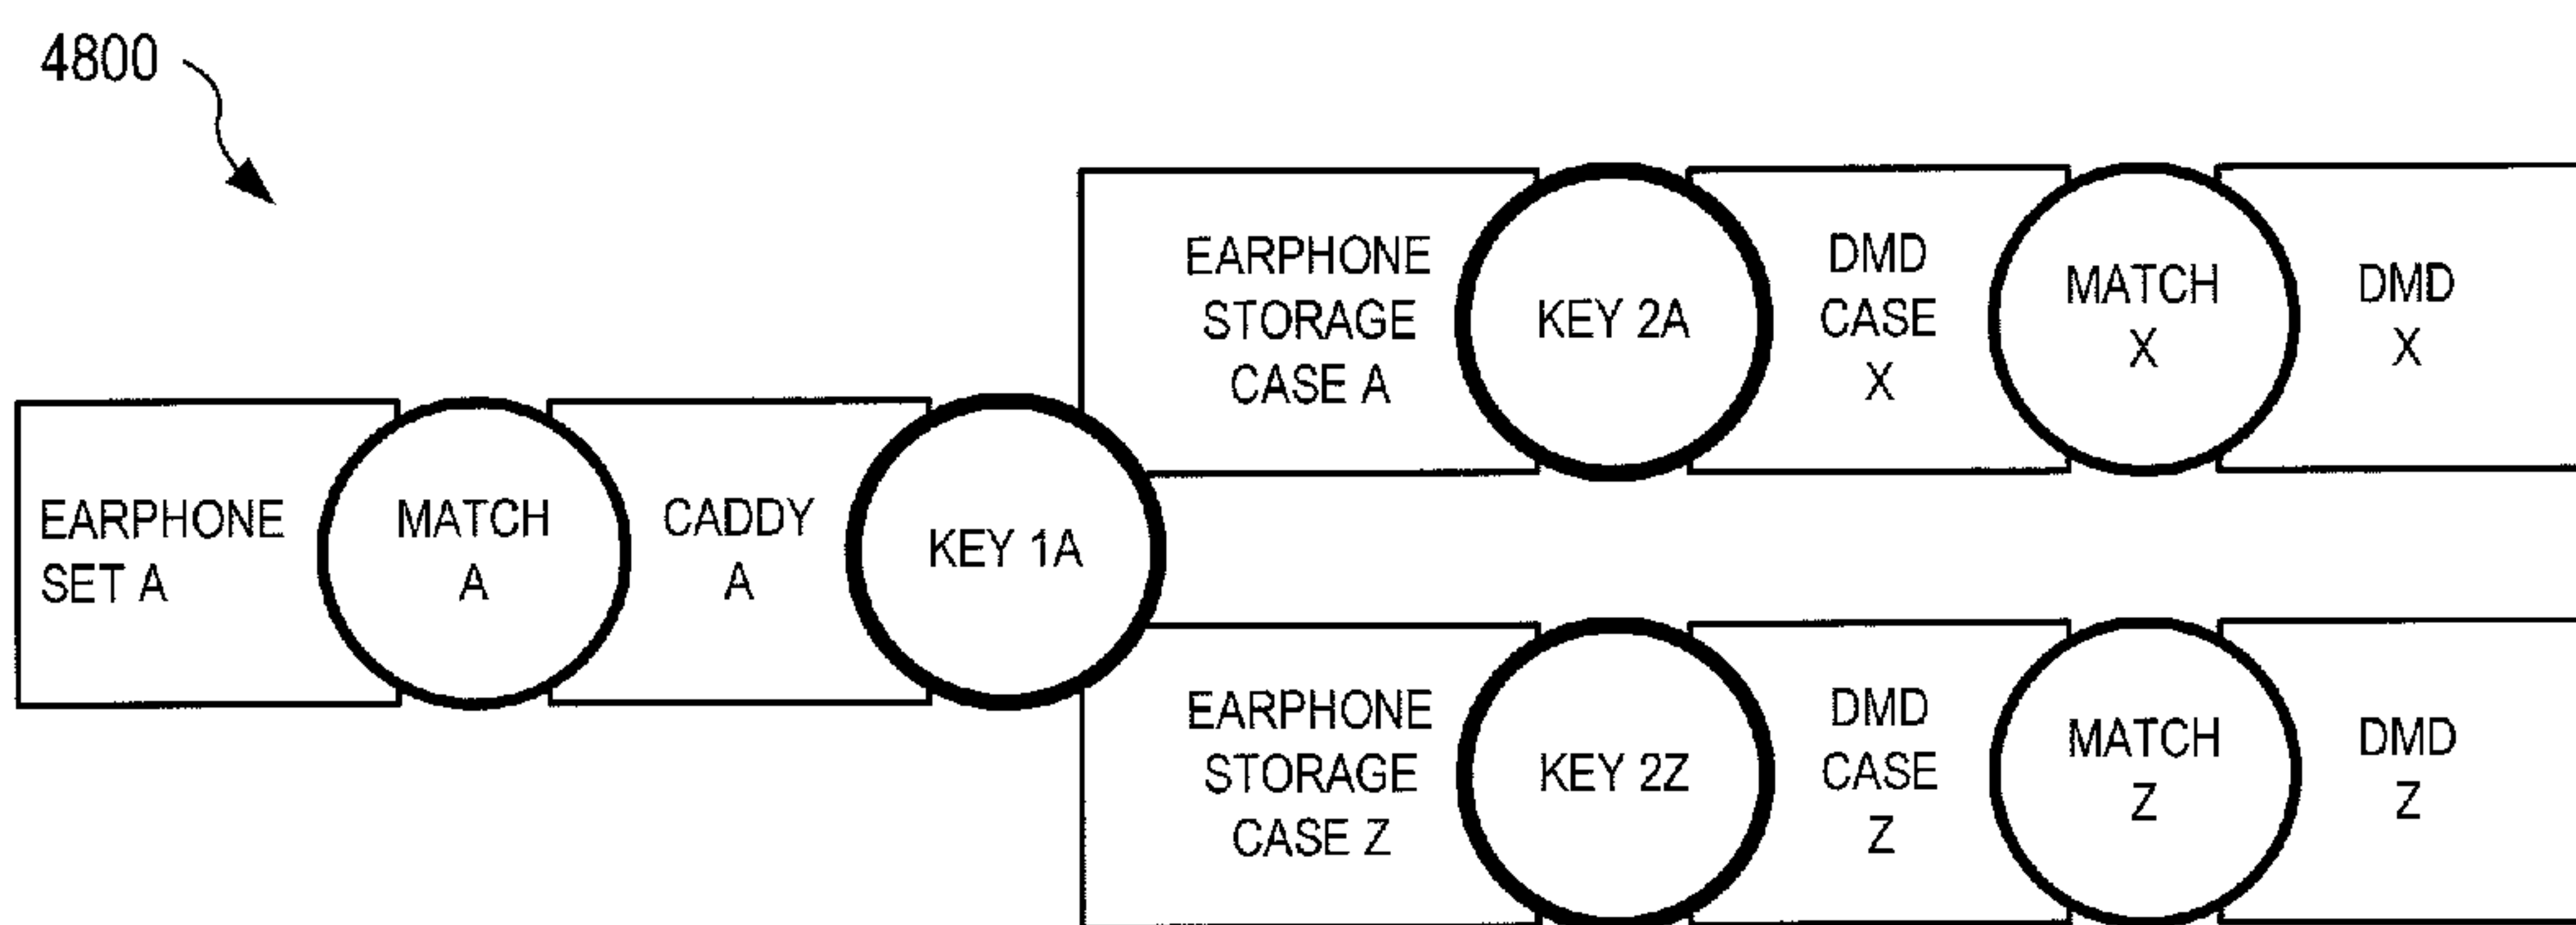 4800
EARPHONE
SET A
MATCH
A
CADDY
A
KEY 1A
EARPHONE
STORAGE
CASE A
KEY 2A
DMD
CASE
X
MATCH
X
DMD
X
EARPHONE
STORAGE
CASE Z
KEY 2Z
DMD
CASE
Z
MATCH
Z
DMD
Z